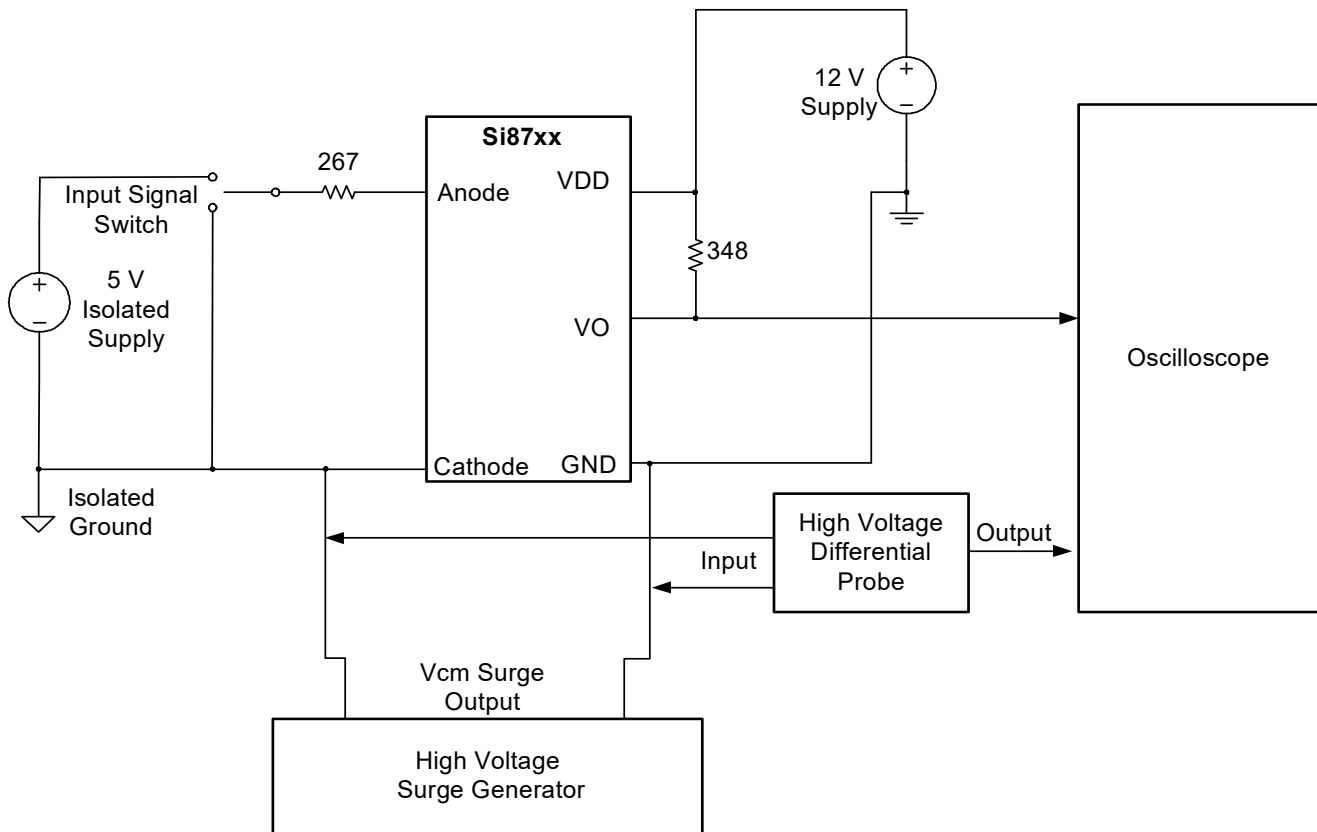 12 V
Supply
+
−
Si87xx
267
Input Signal
Switch
Anode
VDD
348
5 V
Isolated
Supply
+
−
VO
Oscilloscope
Cathode
GND
Isolated
Ground
High Voltage
Differential
Probe
Input
Output
Vcm Surge
Output
High Voltage
Surge Generator